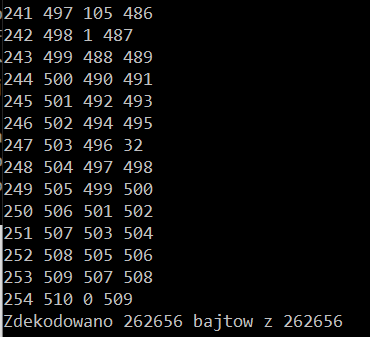 241 497 105 486
242 498 1 487
243 499 488 489
244 500 490 491
245 501 492 493
246 502 494 495
247 503 496 32
248 504 497 498
249 505 499 500
250 506 501 502
251 507 503 504
252 508 505 506
253 509 507 508
254 510 0 509
Zdekodowano 262656 bajtow z 262656